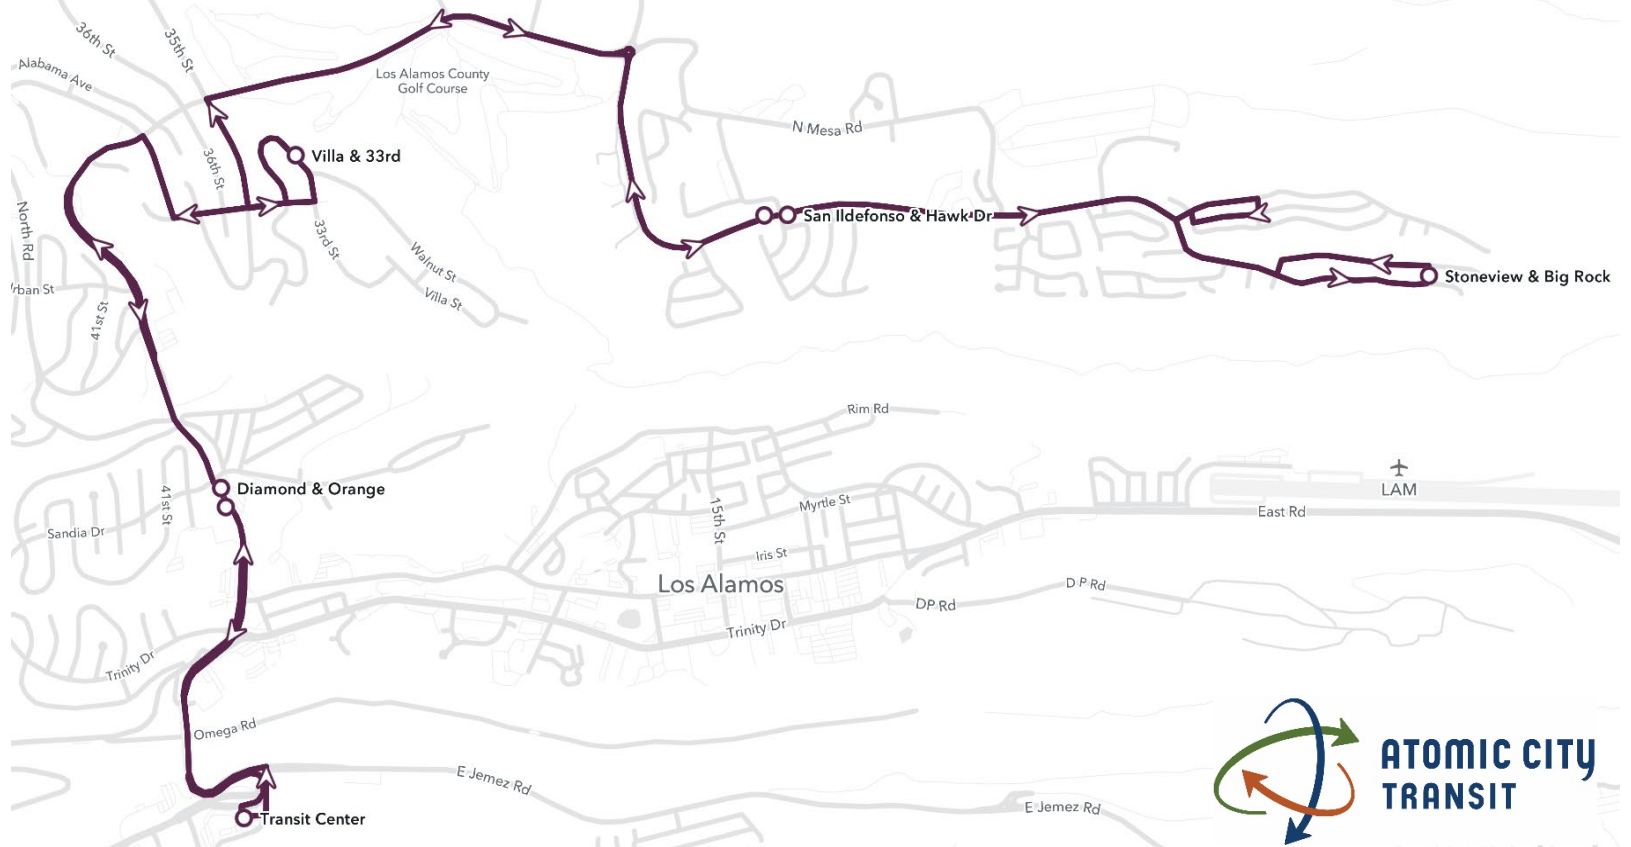 36th St
35th St
Alabama Ave
Los Alamos County
Golf Course
N Mesa Rd
Villa & 33rd
36th St
North Rd
33rd St
San Ildefonso & Hawk Dr
Walnut St
Villa St
rban St
41st St
Stoneview & Big Rock
Rim Rd
Diamond & Orange
41st St
Sandia Dr
15th St
Myrtle St
LAM
East Rd
Iris St
Los Alamos
D P Rd
DP Rd
Trinity Dr
Trinity Dr
Omega Rd
E Jemez Rd
E Jemez Rd
Transit Center
ATOMIC CITY
TRANSIT